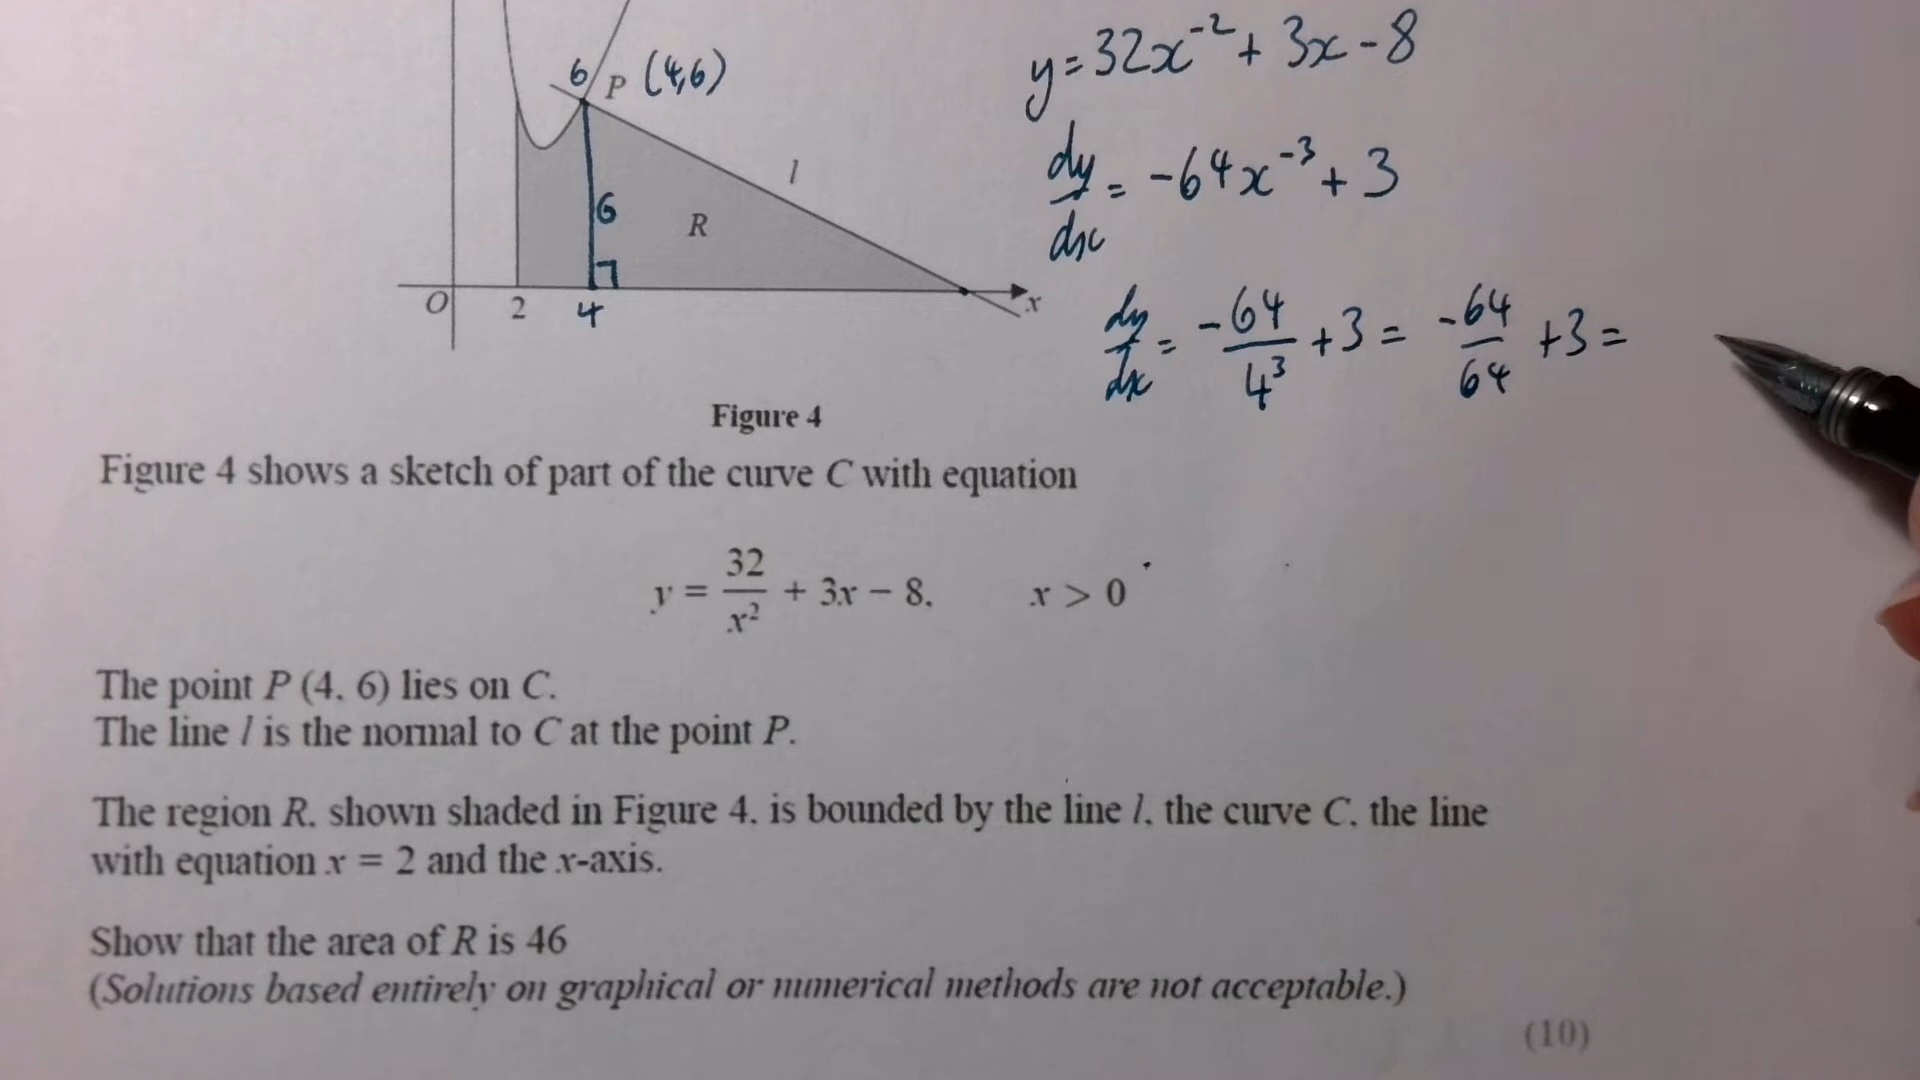 6 P (4,6)
l
6
R
O 2 4 x
y = 32x⁻² + 3x - 8
dy/dx = -64x⁻³ + 3
dy/dx = -64/4³ + 3 = -64/64 + 3 =
Figure 4
Figure 4 shows a sketch of part of the curve C with equation
y = 32/x² + 3x − 8, x > 0
The point P (4, 6) lies on C.
The line l is the normal to C at the point P.
The region R, shown shaded in Figure 4, is bounded by the line l, the curve C, the line
with equation x = 2 and the x-axis.
Show that the area of R is 46
(Solutions based entirely on graphical or numerical methods are not acceptable.)
(10)